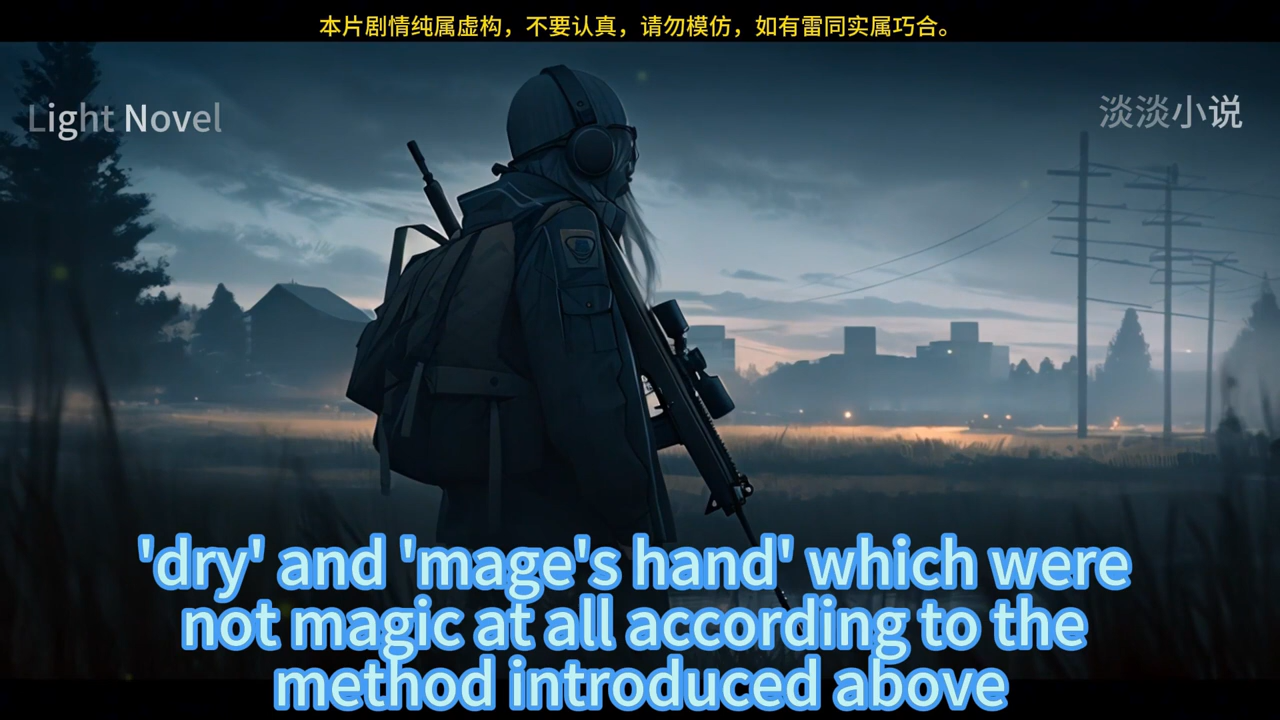 本片剧情纯属虚构，不要认真，请勿模仿，如有雷同实属巧合。
Light Novel
淡淡小说
'dry' and 'mage's hand' which were
not magic at all according to the
method introduced above